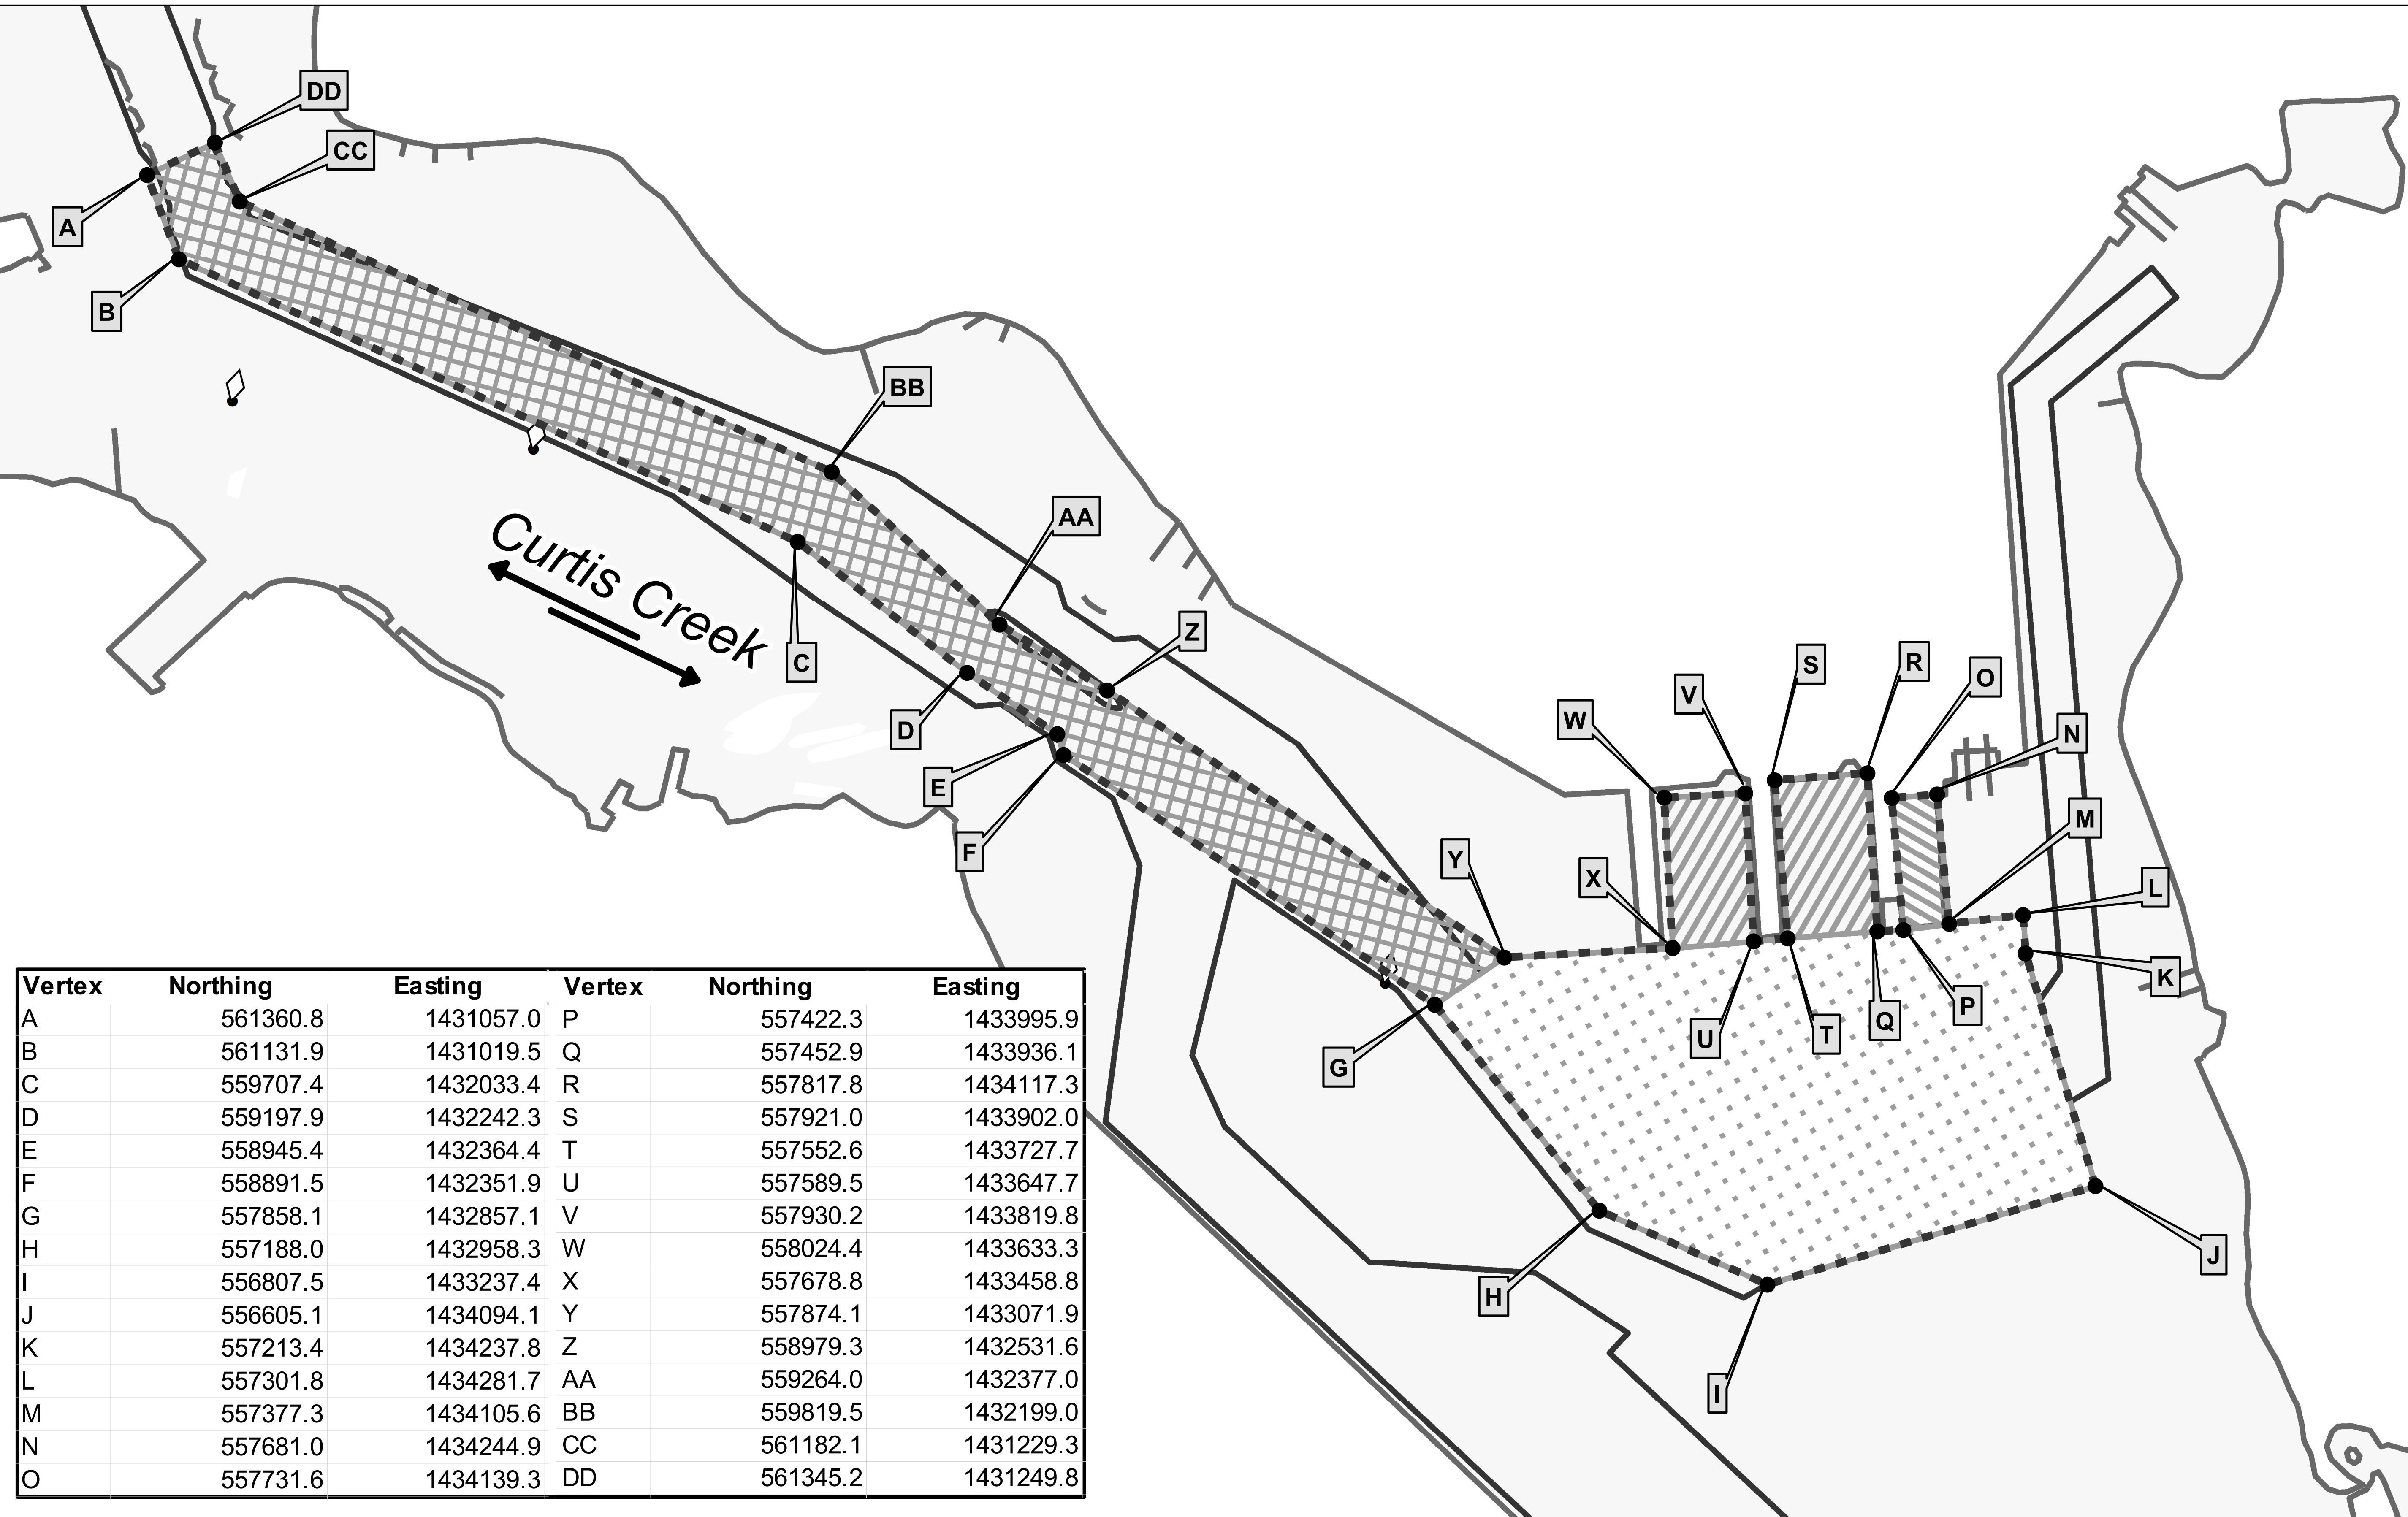 DD
CC
A
B
BB
AA
Curtis Creek
Z
C
D
E
F
S
R
O
V
W
N
M
Y
X
L
K
P
Q
U
T
G
J
H
I
Vertex Northing Easting Vertex Northing Easting
A 561360.8 1431057.0 P 557422.3 1433995.9
B 561131.9 1431019.5 Q 557452.9 1433936.1
C 559707.4 1432033.4 R 557817.8 1434117.3
D 559197.9 1432242.3 S 557921.0 1433902.0
E 558945.4 1432364.4 T 557552.6 1433727.7
F 558891.5 1432351.9 U 557589.5 1433647.7
G 557858.1 1432857.1 V 557930.2 1433819.8
H 557188.0 1432958.3 W 558024.4 1433633.3
I 556807.5 1433237.4 X 557678.8 1433458.8
J 556605.1 1434094.1 Y 557874.1 1433071.9
K 557213.4 1434237.8 Z 558979.3 1432531.6
L 557301.8 1434281.7 AA 559264.0 1432377.0
M 557377.3 1434105.6 BB 559819.5 1432199.0
N 557681.0 1434244.9 CC 561182.1 1431229.3
O 557731.6 1434139.3 DD 561345.2 1431249.8